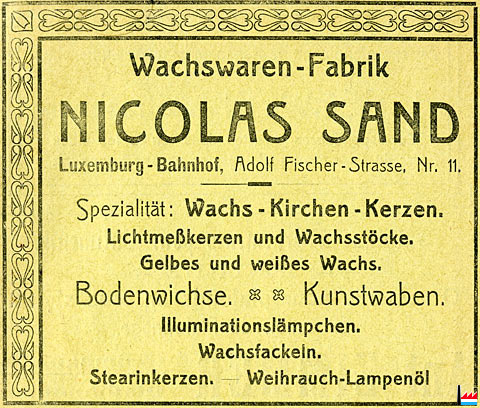 Wachswaren-Fabrik
NICOLAS SAND
Luxemburg-Bahnhof, Adolf Fischer-Strasse, Nr. 11.
Spezialität: Wachs-Kirchen-Kerzen.
Lichtmeßkerzen und Wachsstöcke.
Gelbes und weißes Wachs.
Bodenwichse. Kunstwaben.
Illuminationslämpchen.
Wachsfackeln.
Stearinkerzen. — Weihrauch-Lampenöl